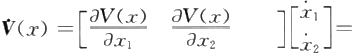 V̇(x) = [∂V(x)/∂x₁ ∂V(x)/∂x₂][ẋ₁ ẋ₂] =